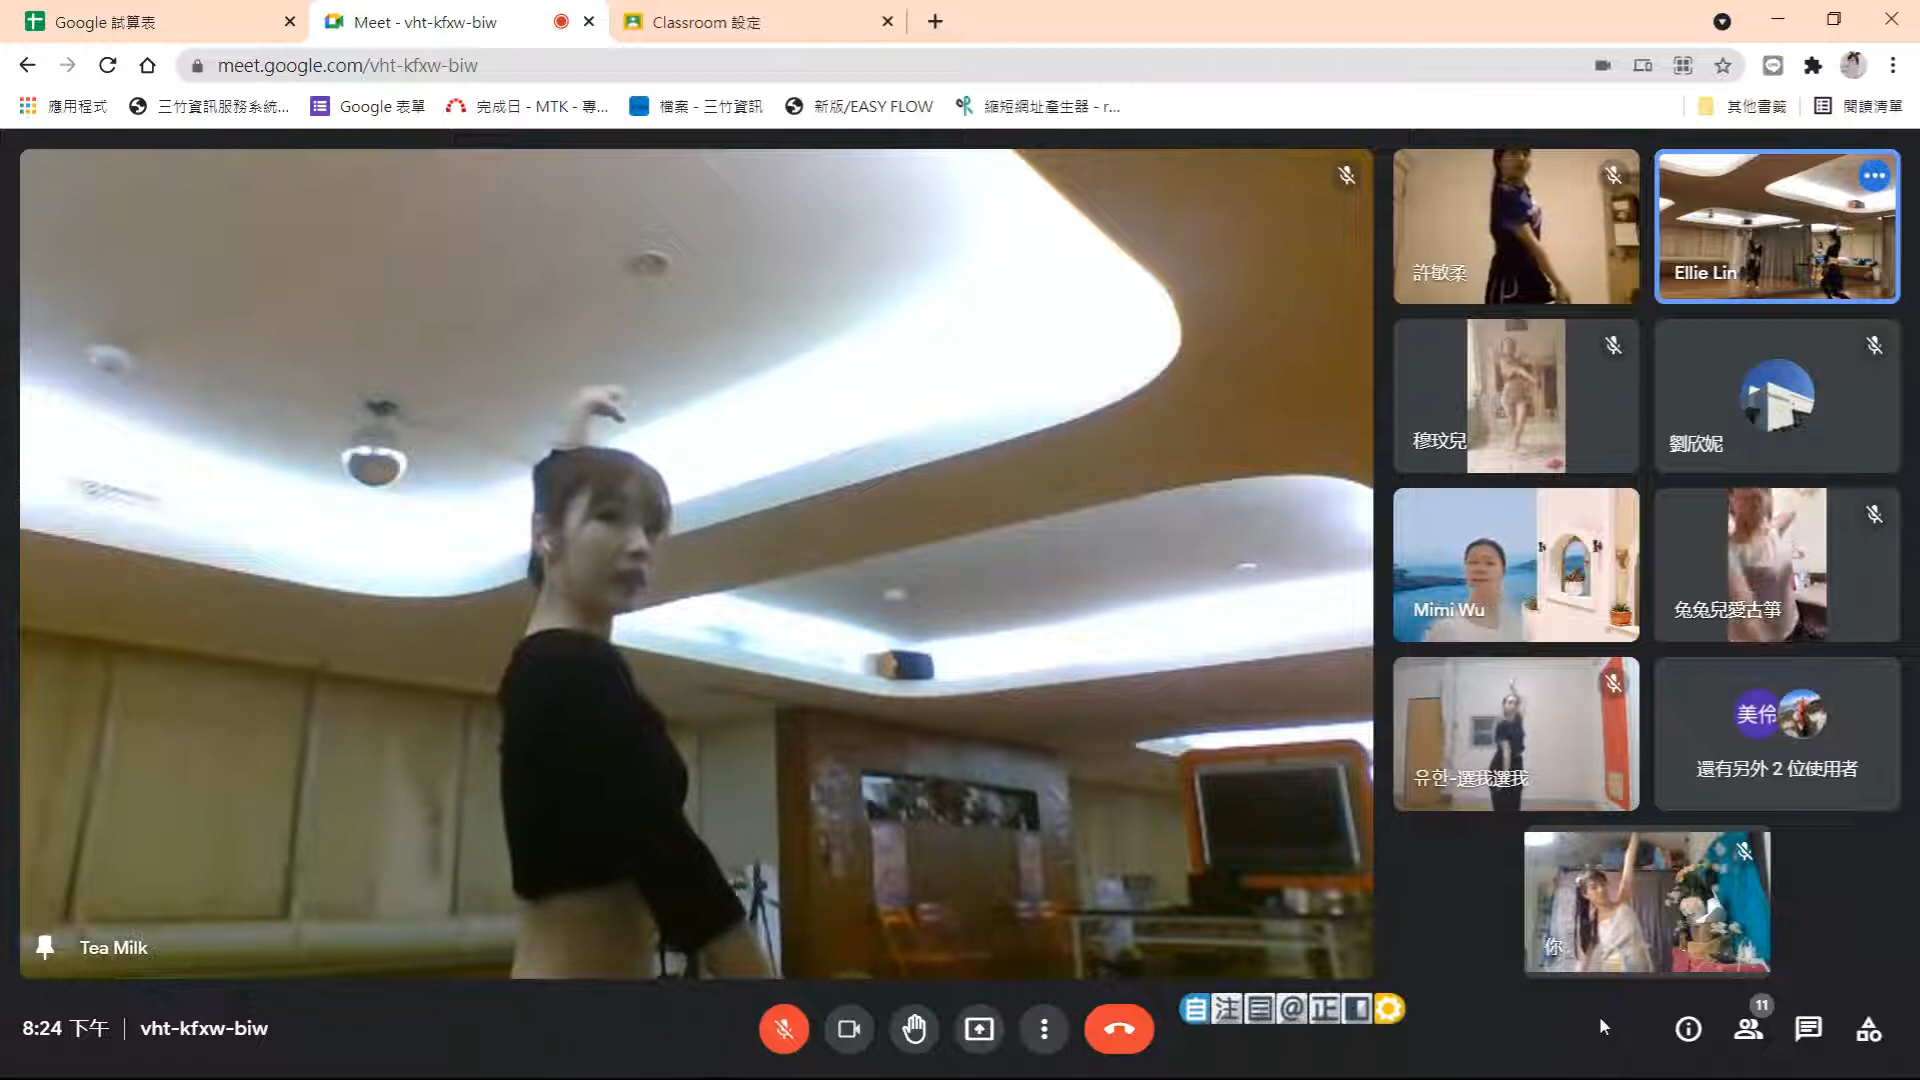 Google 試算表
Meet - vht-kfxw-biw
Classroom 設定
meet.google.com/vht-kfxw-biw
應用程式
三竹資訊服務系統...
Google 表單
完成日 - MTK - 專...
檔案 - 三竹資訊
新版/EASY FLOW
縮短網址產生器 - r...
其他書籤
閱讀清單
許敏柔
Ellie Lin
穆玟兒
劉欣妮
Mimi Wu
兔兔兒愛古箏
유한-選我選我
美伶
還有另外 2 位使用者
你
Tea Milk
8:24 下午
vht-kfxw-biw
注
@
正
11